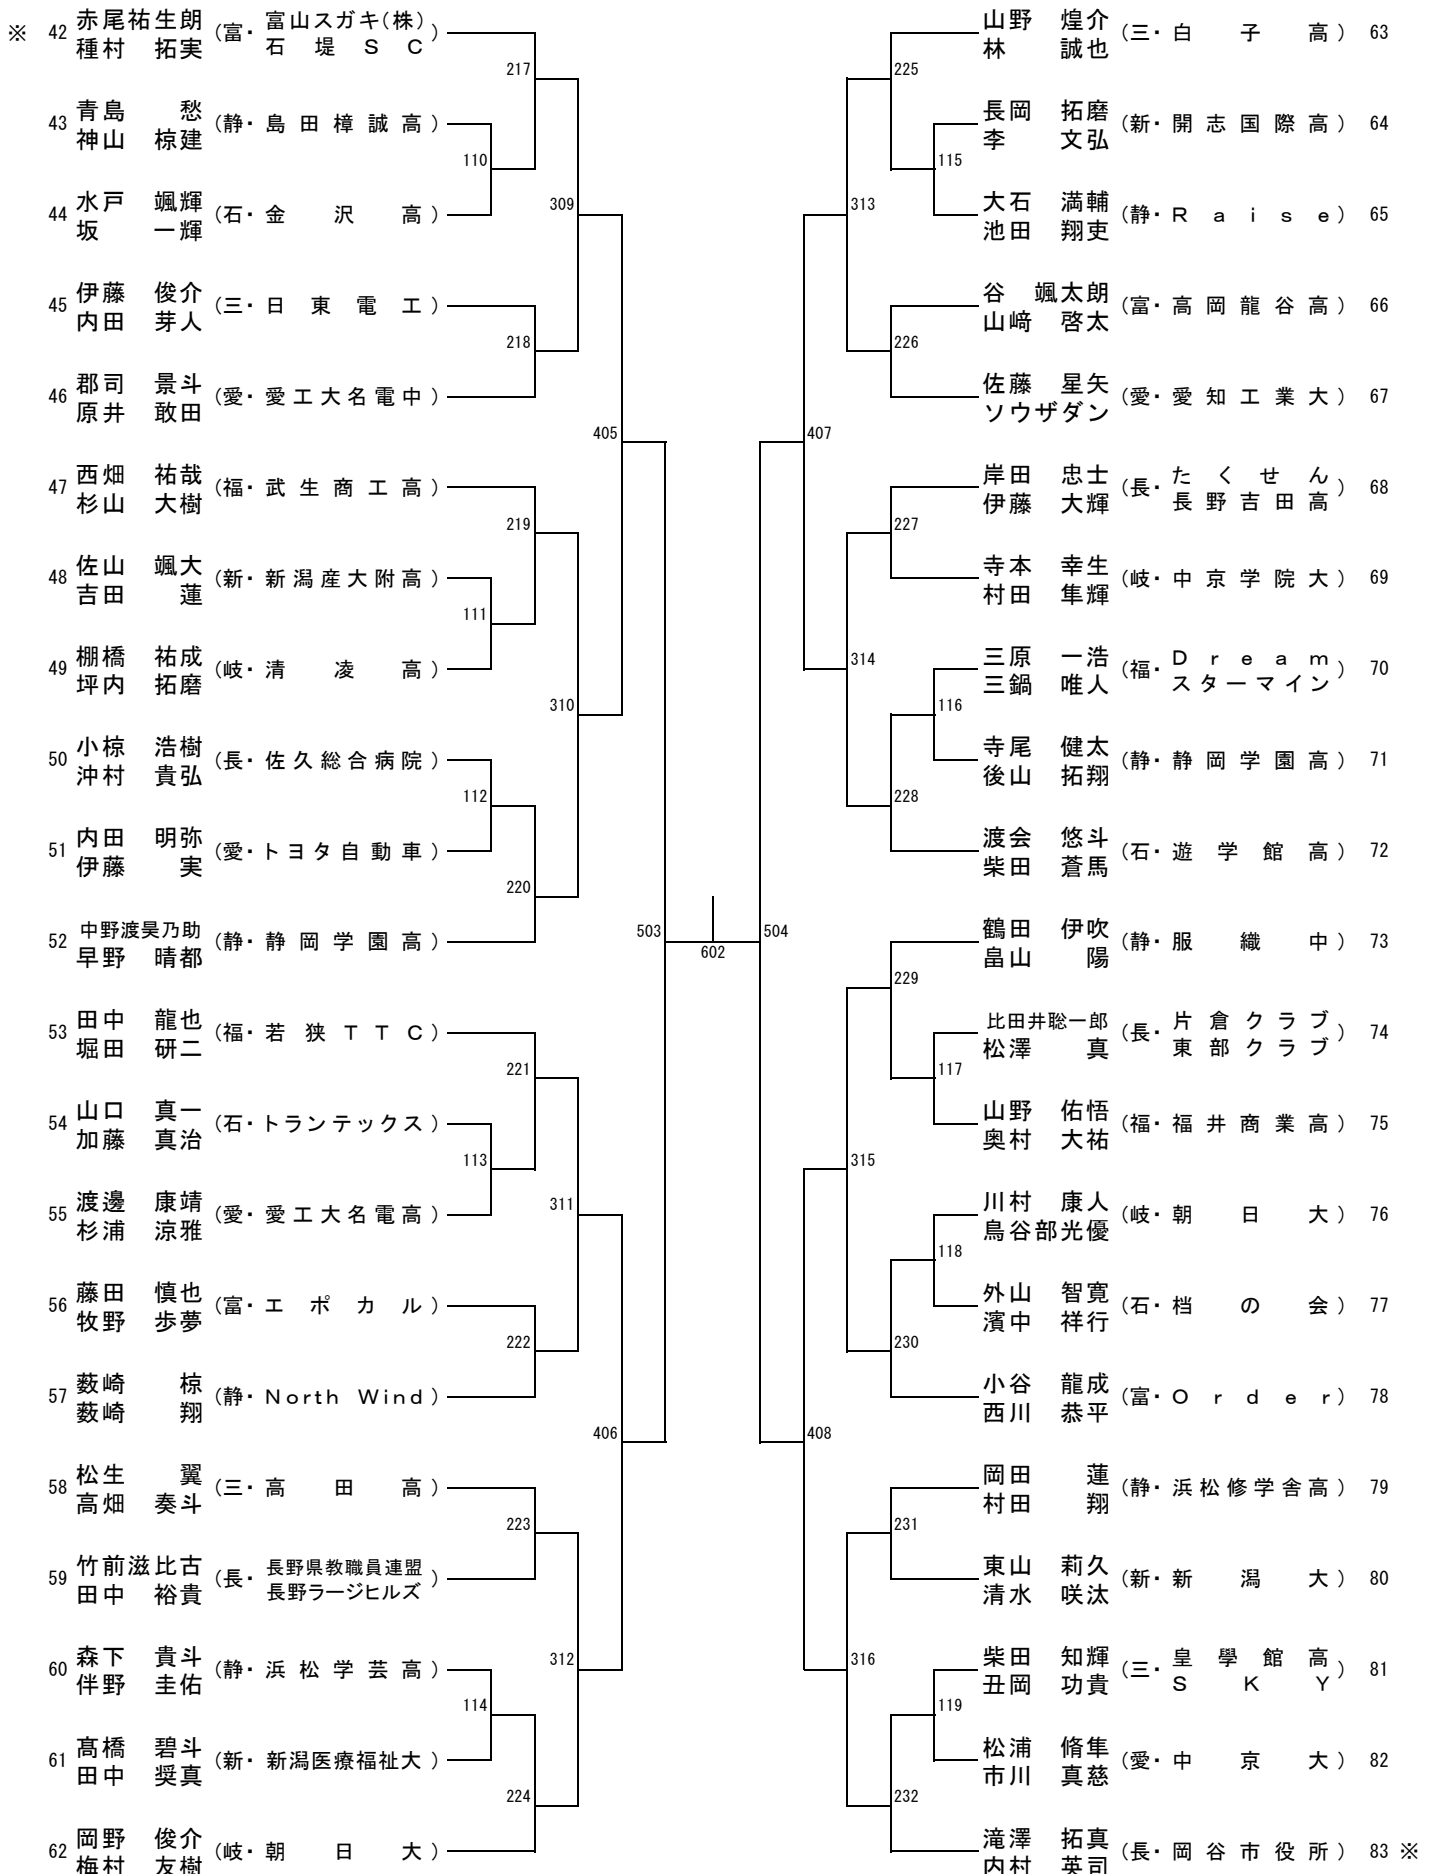 ※ 42 赤尾祐生朗 種村 拓実 (富・富山スガキ(株) 石堤SC)
43 青島 愁 神山 椋建 (静・島田樟誠高)
44 水戸 颯輝 坂 一輝 (石・金沢高)
45 伊藤 俊介 内田 芽人 (三・日東電工)
46 郡司 景斗 原井 敢田 (愛・愛工大名電中)
47 西畑 祐哉 杉山 大樹 (福・武生商工高)
48 佐山 颯大 吉田 蓮 (新・新潟産大附高)
49 棚橋 祐成 坪内 拓磨 (岐・清凌高)
50 小椋 浩樹 沖村 貴弘 (長・佐久総合病院)
51 内田 明弥 伊藤 実 (愛・トヨタ自動車)
52 中野渡昊乃助 早野 晴都 (静・静岡学園高)
53 田中 龍也 堀田 研二 (福・若狭TTC)
54 山口 真一 加藤 真治 (石・トランテックス)
55 渡邊 康靖 杉浦 涼雅 (愛・愛工大名電高)
56 藤田 慎也 牧野 歩夢 (富・エポカル)
57 薮崎 椋 薮崎 翔 (静・North Wind)
58 松生 翼 高畑 奏斗 (三・高田高)
59 竹前滋比古 田中 裕貴 (長・長野県教職員連盟 長野ラージヒルズ)
60 森下 貴斗 伴野 圭佑 (静・浜松学芸高)
61 髙橋 碧斗 田中 奨真 (新・新潟医療福祉大)
62 岡野 俊介 梅村 友樹 (岐・朝日大)
217
110
309
218
405
219
111
310
112
220
503
221
113
311
222
406
223
312
114
224
602
山野 煌介 林 誠也 (三・白子高) 63
長岡 拓磨 李 文弘 (新・開志国際高) 64
大石 満輔 池田 翔吏 (静・Raise) 65
谷 颯太朗 山﨑 啓太 (富・高岡龍谷高) 66
佐藤 星矢 ソウザダン (愛・愛知工業大) 67
岸田 忠士 伊藤 大輝 (長・たくせん 長野吉田高) 68
寺本 幸生 村田 隼輝 (岐・中京学院大) 69
三原 一浩 三鍋 唯人 (福・Dream スターマイン) 70
寺尾 健太 後山 拓翔 (静・静岡学園高) 71
渡会 悠斗 柴田 蒼馬 (石・遊学館高) 72
鶴田 伊吹 畠山 陽 (静・服織中) 73
比田井聡一郎 松澤 真 (長・片倉クラブ 東部クラブ) 74
山野 佑悟 奥村 大祐 (福・福井商業高) 75
川村 康人 鳥谷部光優 (岐・朝日大) 76
外山 智寛 濱中 祥行 (石・档の会) 77
小谷 龍成 西川 恭平 (富・Order) 78
岡田 蓮 村田 翔 (静・浜松修学舎高) 79
東山 莉久 清水 咲汰 (新・新潟大) 80
柴田 知輝 丑岡 功貴 (三・皇學館高 SKY) 81
松浦 脩隼 市川 真慈 (愛・中京大) 82
滝澤 拓真 内村 英司 (長・岡谷市役所) 83 ※
225
115
313
226
407
227
314
116
228
504
229
117
315
118
230
408
231
316
119
232